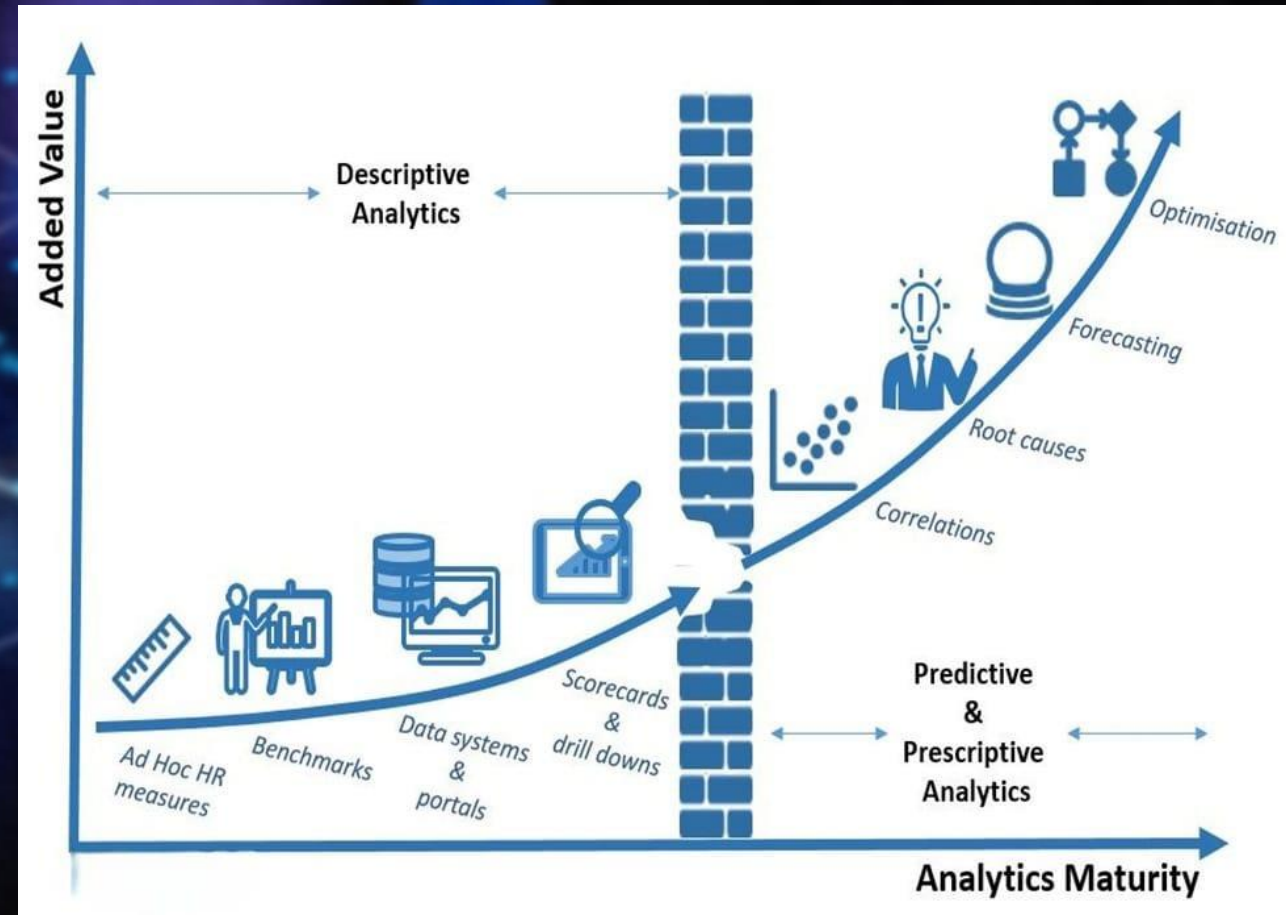 Added Value
Descriptive
Analytics
Optimisation
Forecasting
Root causes
Correlations
Scorecards
&
drill downs
Data systems
&
portals
Benchmarks
Ad Hoc HR
measures
Predictive
&
Prescriptive
Analytics
Analytics Maturity